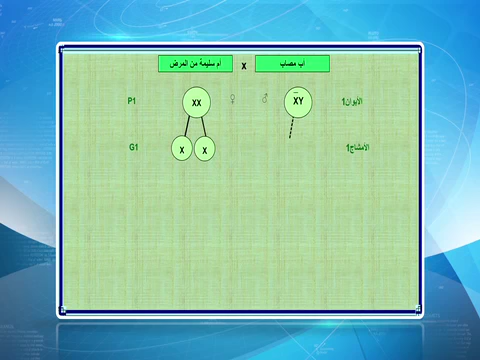 أب مصاب x أم سليمة من المرض
الأبوان1 X̄Y ♂ ♀ XX P1
الأمشاج1 X X G1